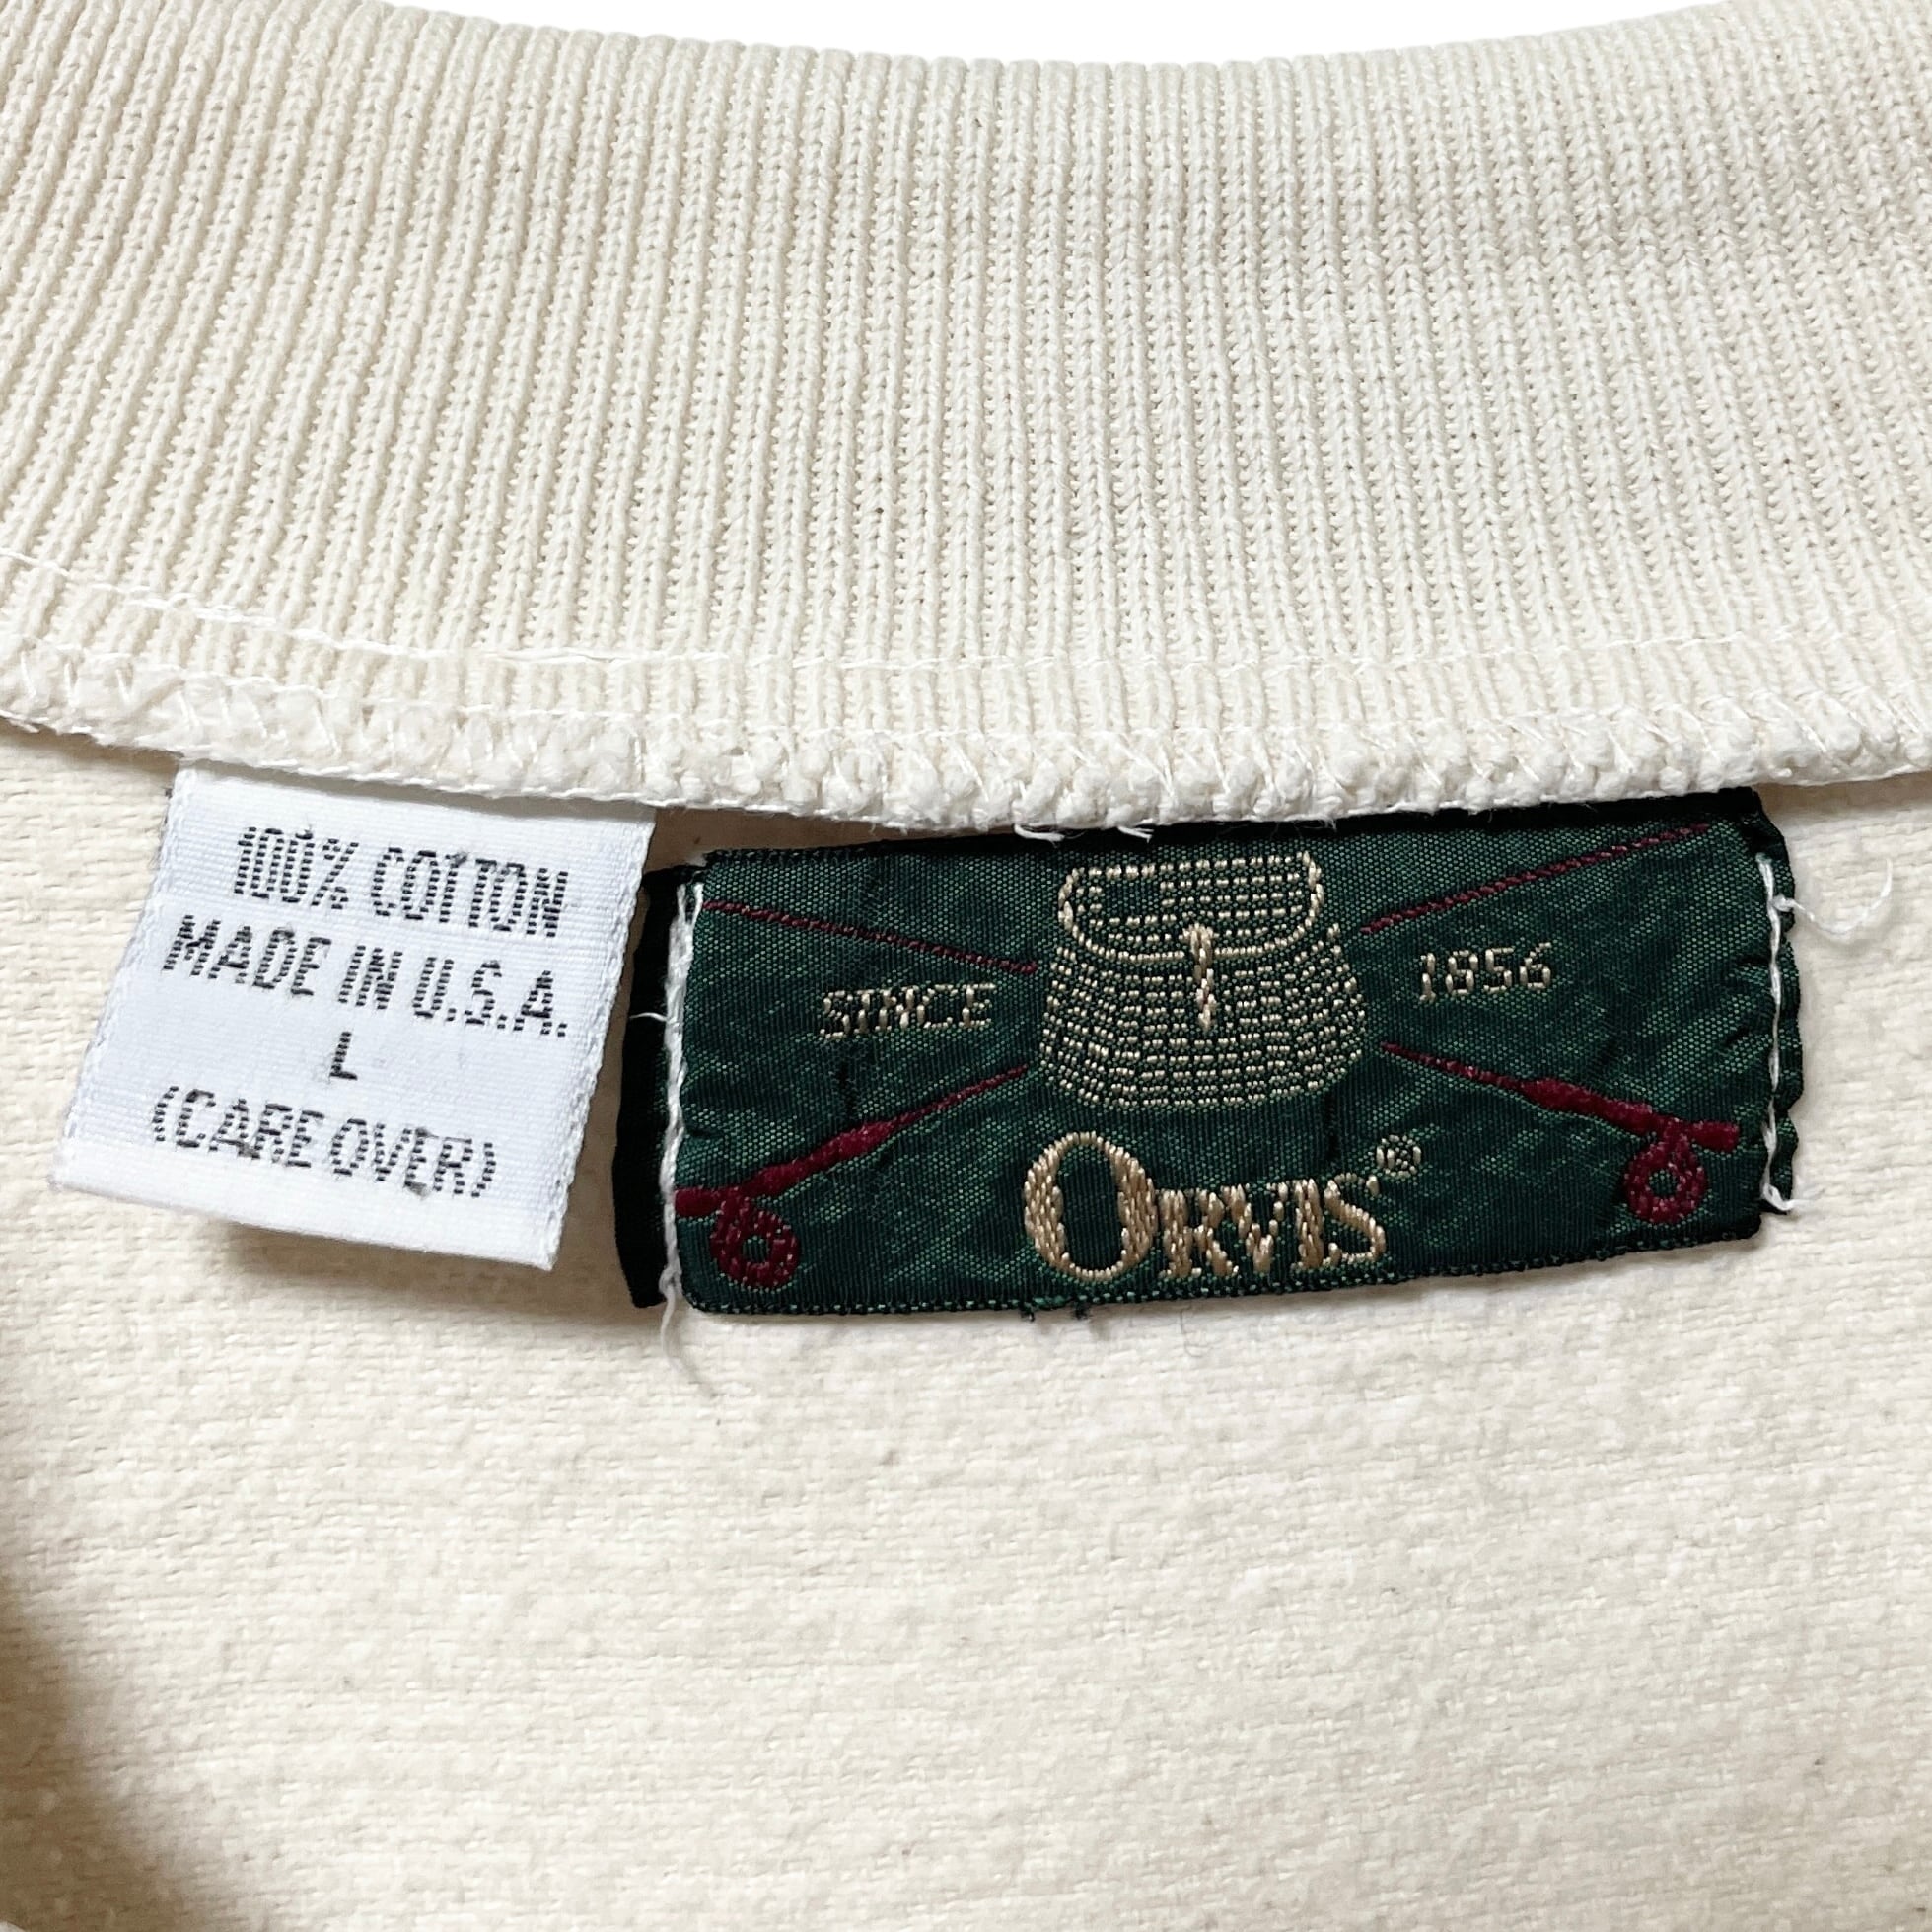 100% COTTON
MADE IN U.S.A.
L
(CARE OVER)
SINCE 1856
ORVIS®